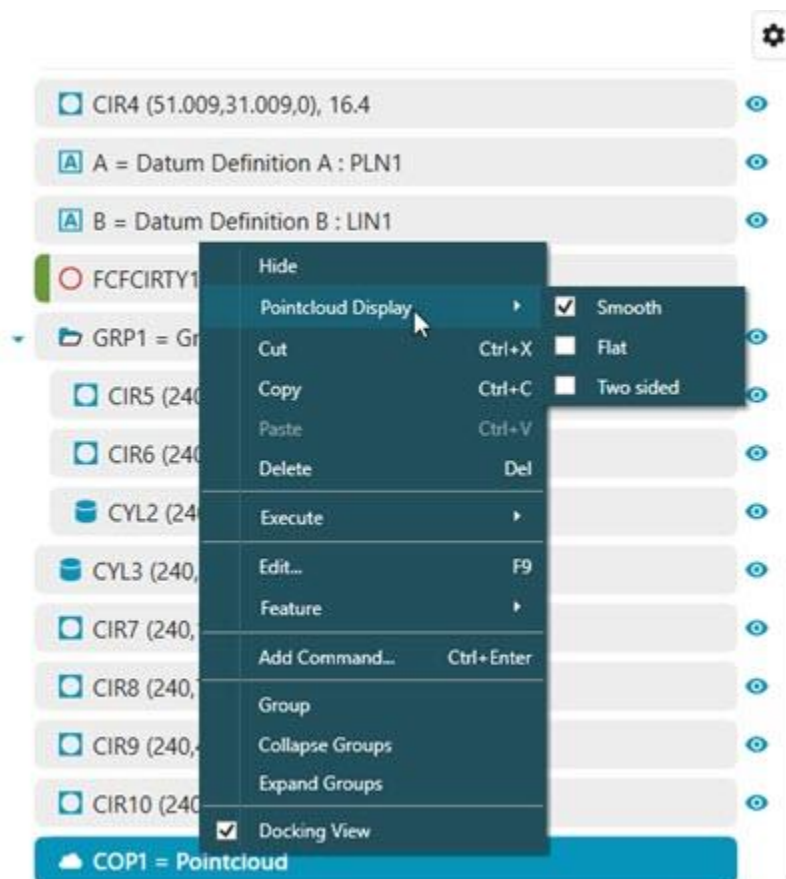 CIR4 (51.009,31.009,0), 16.4
A A = Datum Definition A : PLN1
A B = Datum Definition B : LIN1
FCFCIRTY1
GRP1 = Gr
CIR5 (240
CIR6 (240
CYL2 (24
CYL3 (240,
CIR7 (240,
CIR8 (240,
CIR9 (240,
CIR10 (240
COP1 = Pointcloud
Hide
Pointcloud Display
Cut Ctrl+X
Copy Ctrl+C
Paste Ctrl+V
Delete Del
Execute
Edit... F9
Feature
Add Command... Ctrl+Enter
Group
Collapse Groups
Expand Groups
Docking View
Smooth
Flat
Two sided